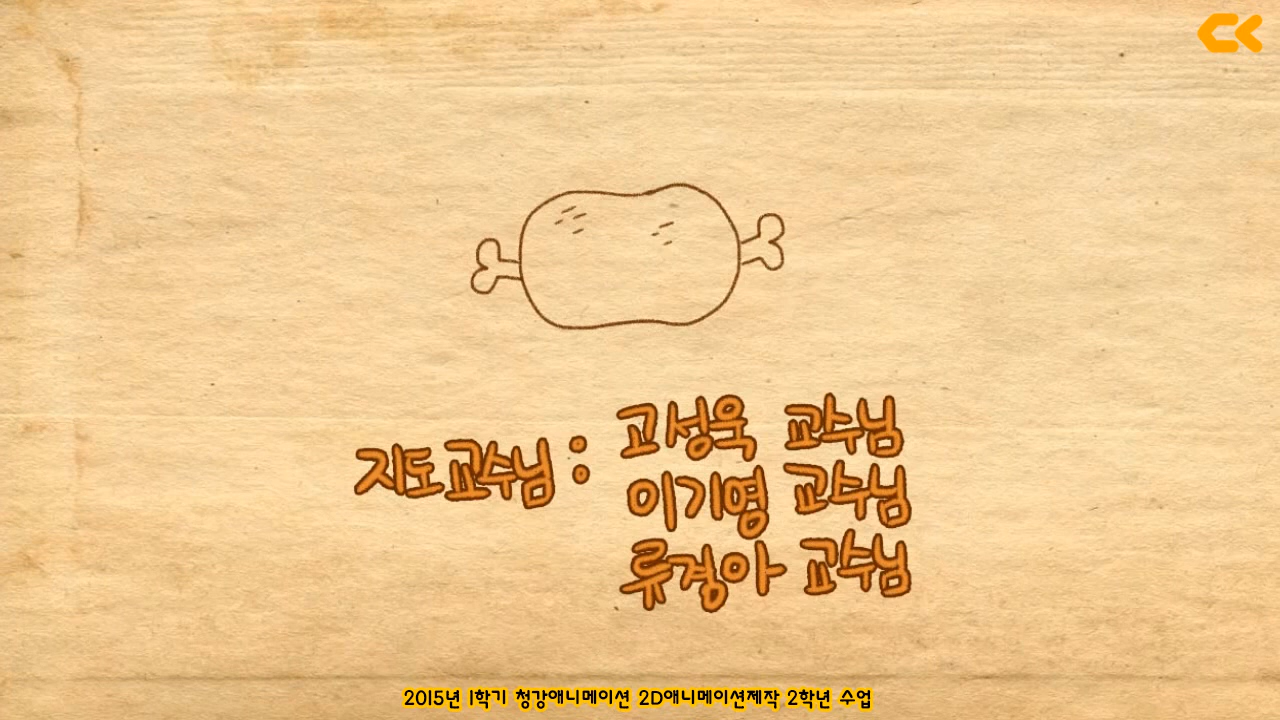 CK
지도교수님 : 고성욱 교수님
이기영 교수님
류경아 교수님
2015년 1학기 청강애니메이션 2D애니메이션제작 2학년 수업